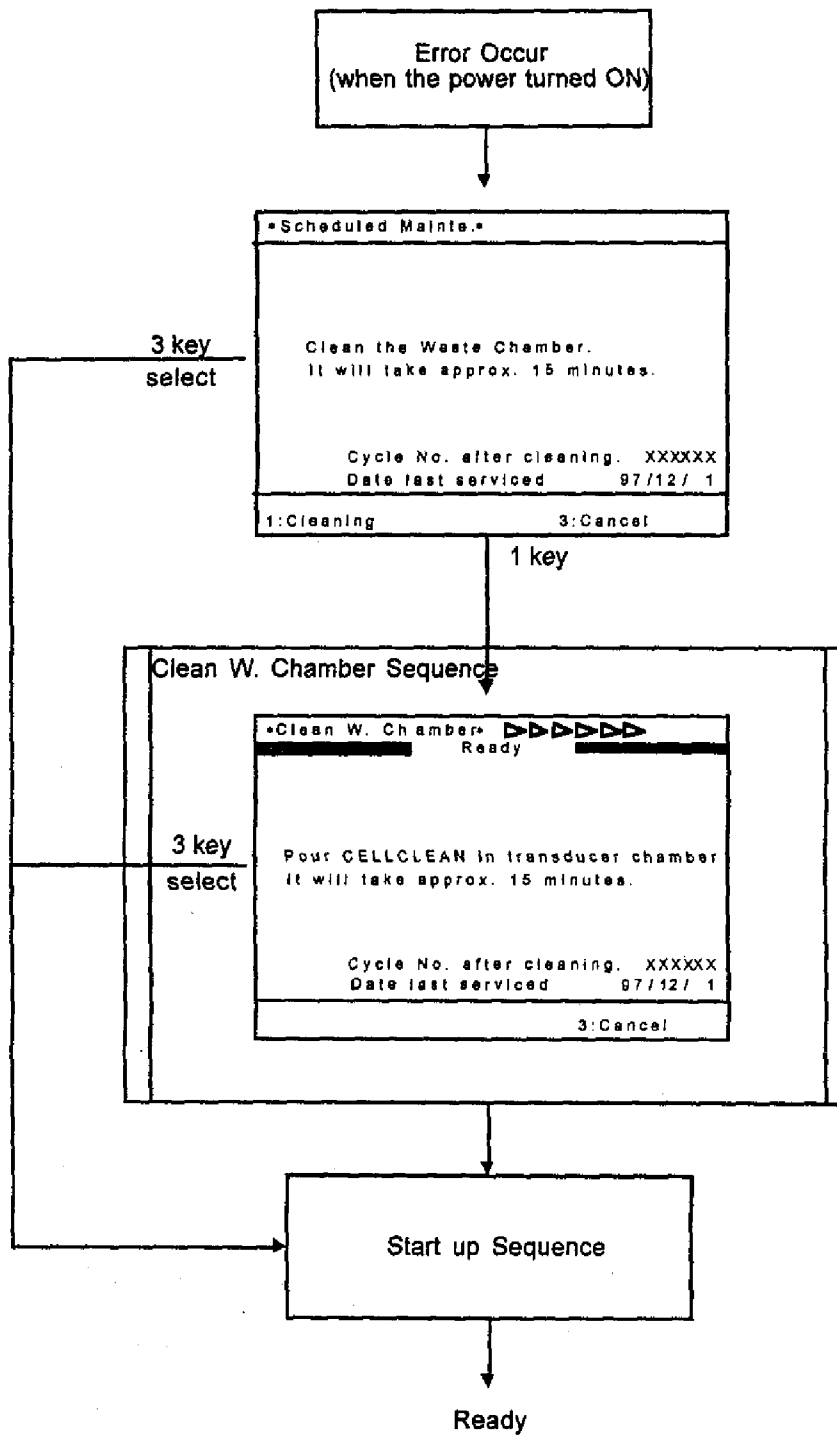 Error Occur
(when the power turned ON)
*Scheduled Mainte.*
3 key
select
Clean the Waste Chamber.
It will take approx. 15 minutes.
Cycle No. after cleaning. XXXXXX
Date last serviced 97/12/ 1
1:Cleaning 3:Cancel
1 key
Clean W. Chamber Sequence
*Clean W. Chamber*
Ready
3 key
select
Pour CELLCLEAN in transducer chamber
It will take approx. 15 minutes.
Cycle No. after cleaning. XXXXXX
Date last serviced 97/12/ 1
3:Cancel
Start up Sequence
Ready